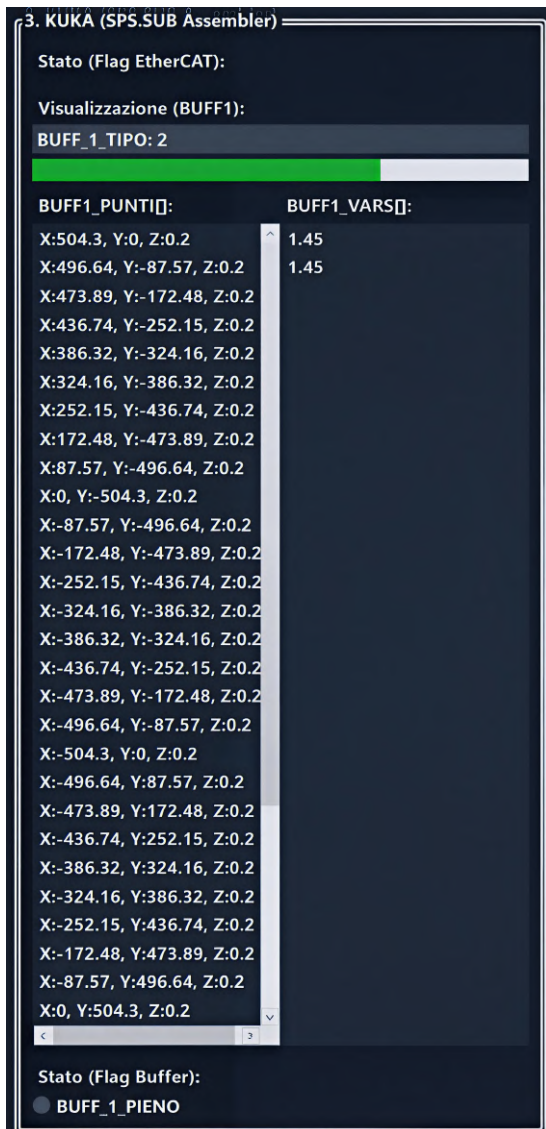 3. KUKA (SPS.SUB Assembler)
Stato (Flag EtherCAT):
Visualizzazione (BUFF1):
BUFF_1_TIPO: 2
BUFF1_PUNTI[]: BUFF1_VARS[]:
X:504.3, Y:0, Z:0.2 1.45
X:496.64, Y:-87.57, Z:0.2 1.45
X:473.89, Y:-172.48, Z:0.2
X:436.74, Y:-252.15, Z:0.2
X:386.32, Y:-324.16, Z:0.2
X:324.16, Y:-386.32, Z:0.2
X:252.15, Y:-436.74, Z:0.2
X:172.48, Y:-473.89, Z:0.2
X:87.57, Y:-496.64, Z:0.2
X:0, Y:-504.3, Z:0.2
X:-87.57, Y:-496.64, Z:0.2
X:-172.48, Y:-473.89, Z:0.2
X:-252.15, Y:-436.74, Z:0.2
X:-324.16, Y:-386.32, Z:0.2
X:-386.32, Y:-324.16, Z:0.2
X:-436.74, Y:-252.15, Z:0.2
X:-473.89, Y:-172.48, Z:0.2
X:-496.64, Y:-87.57, Z:0.2
X:-504.3, Y:0, Z:0.2
X:-496.64, Y:87.57, Z:0.2
X:-473.89, Y:172.48, Z:0.2
X:-436.74, Y:252.15, Z:0.2
X:-386.32, Y:324.16, Z:0.2
X:-324.16, Y:386.32, Z:0.2
X:-252.15, Y:436.74, Z:0.2
X:-172.48, Y:473.89, Z:0.2
X:-87.57, Y:496.64, Z:0.2
X:0, Y:504.3, Z:0.2
Stato (Flag Buffer):
BUFF_1_PIENO